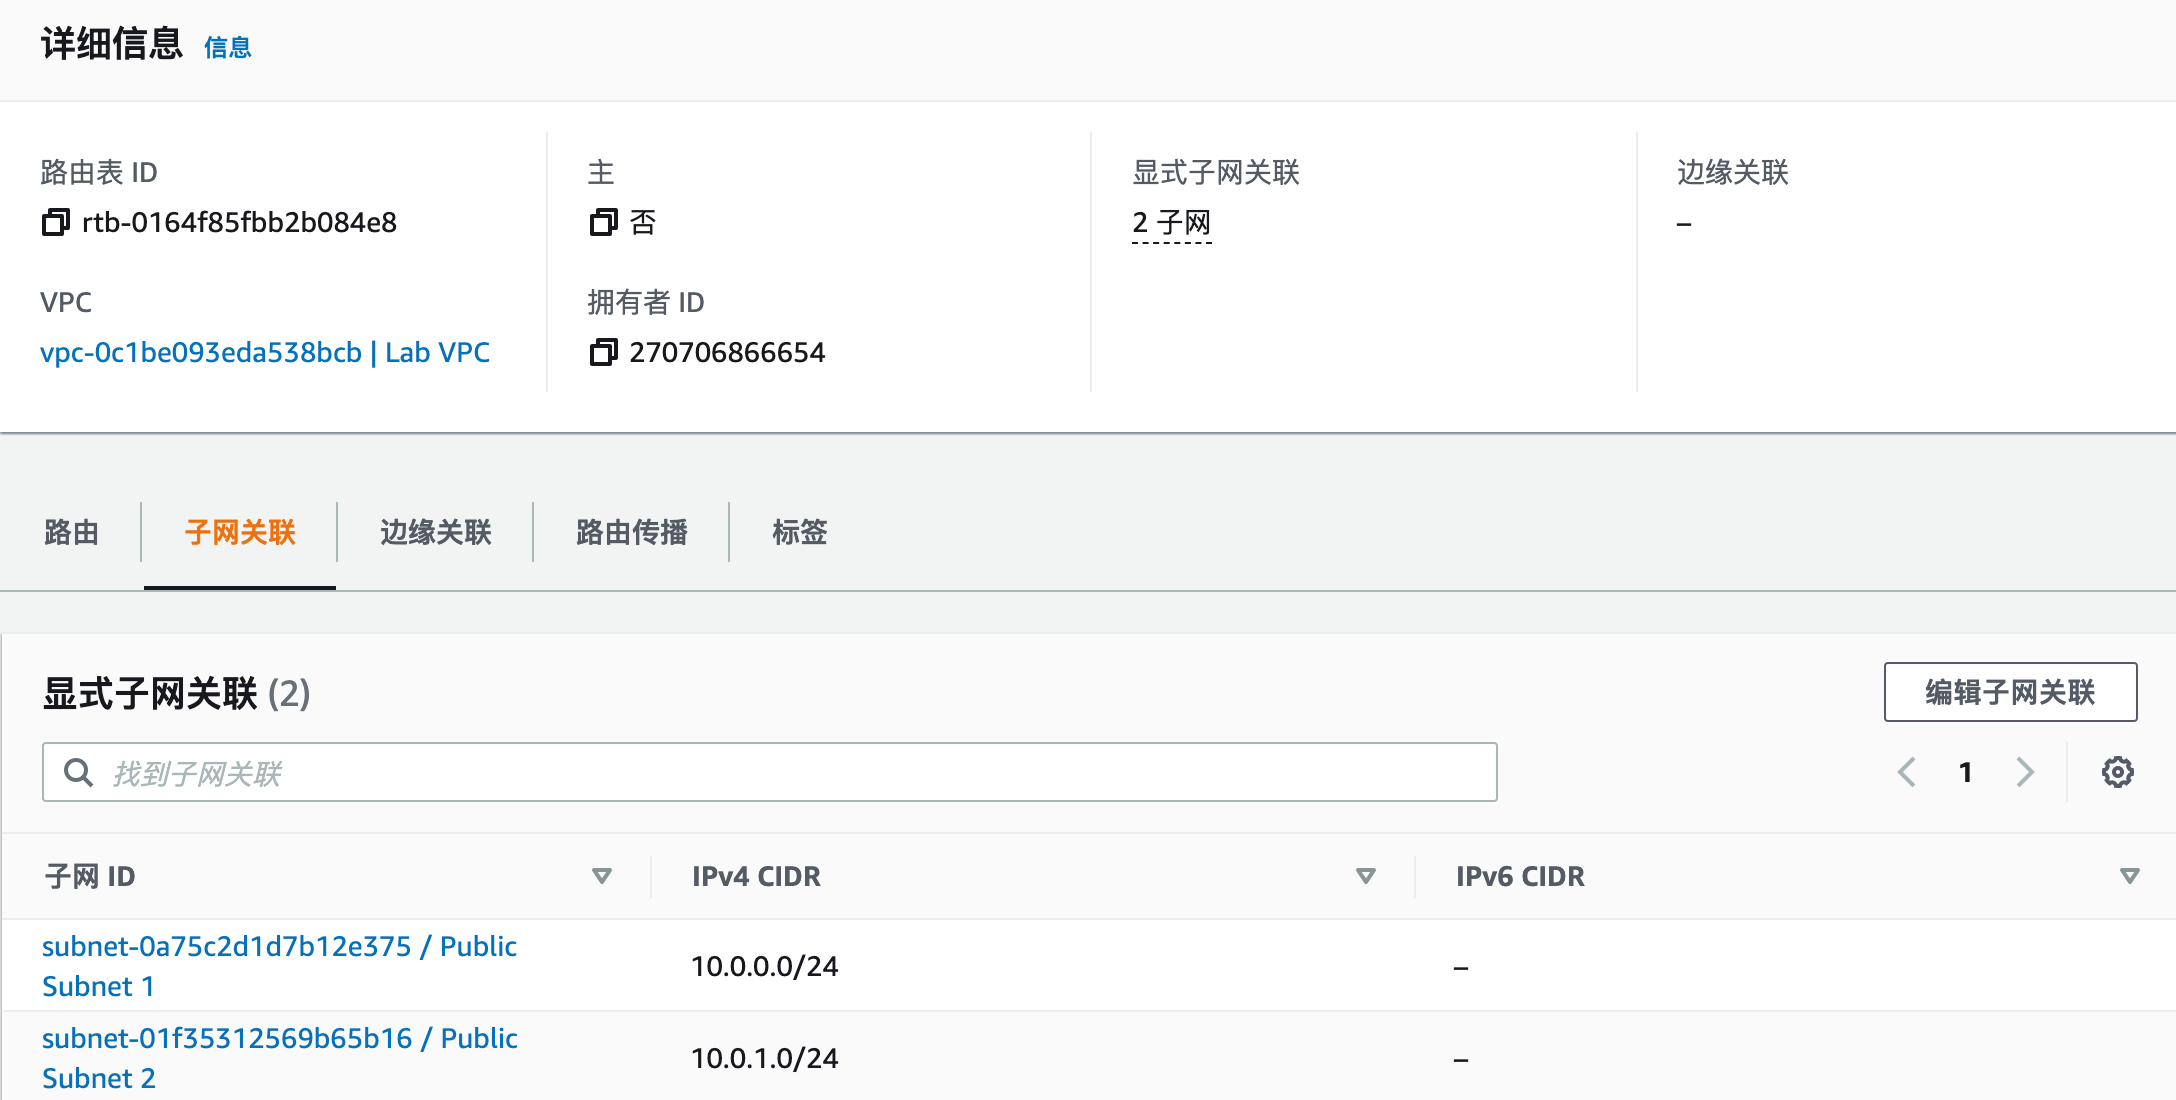 详细信息 信息
路由表 ID
rtb-0164f85fbb2b084e8
主
否
显式子网关联
2 子网
边缘关联
–
VPC
vpc-0c1be093eda538bcb | Lab VPC
拥有者 ID
270706866654
路由 子网关联 边缘关联 路由传播 标签
显式子网关联 (2)
编辑子网关联
找到子网关联
1
子网 ID IPv4 CIDR IPv6 CIDR
subnet-0a75c2d1d7b12e375 / Public
Subnet 1
10.0.0.0/24
–
subnet-01f35312569b65b16 / Public
Subnet 2
10.0.1.0/24
–